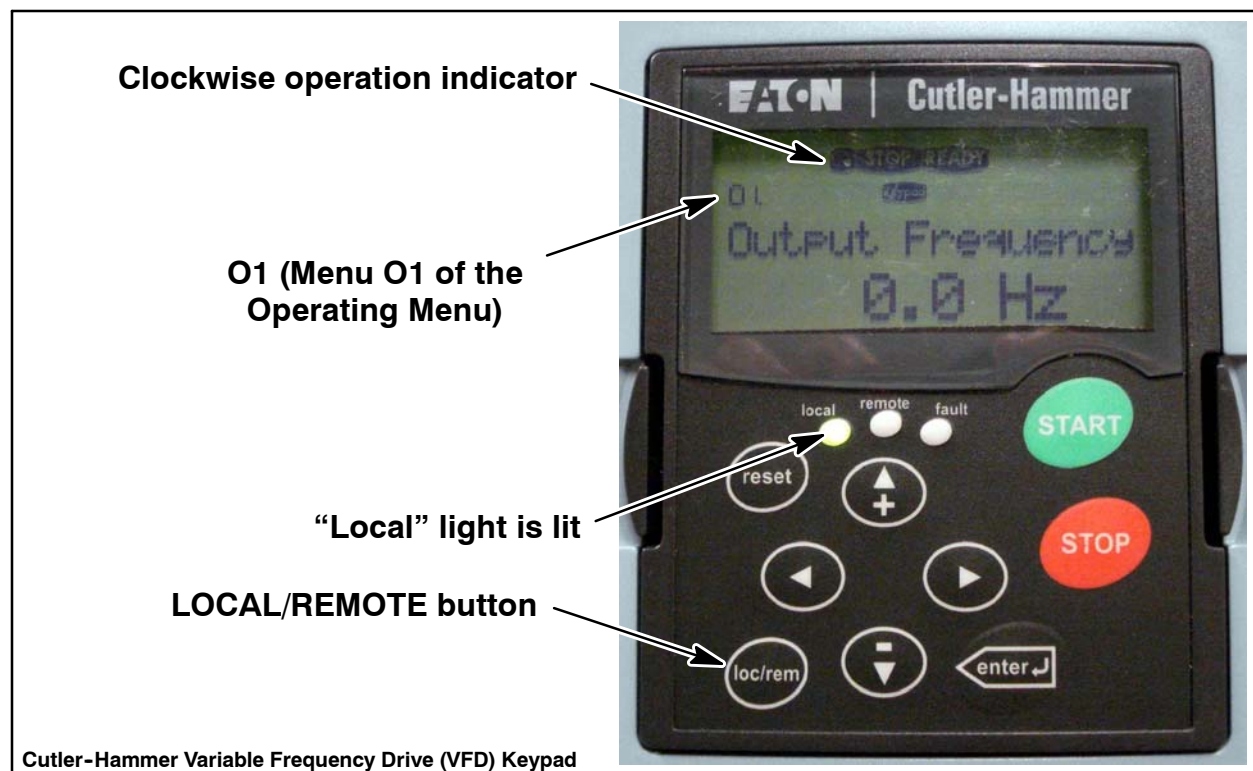 Clockwise operation indicator
EATON | Cutler-Hammer
STOP READY
O1
Keypad
Output Frequency
0.0 Hz
O1 (Menu O1 of the
Operating Menu)
local remote fault
START
reset
+
“Local” light is lit
STOP
LOCAL/REMOTE button
loc/rem
-
enter
Cutler-Hammer Variable Frequency Drive (VFD) Keypad